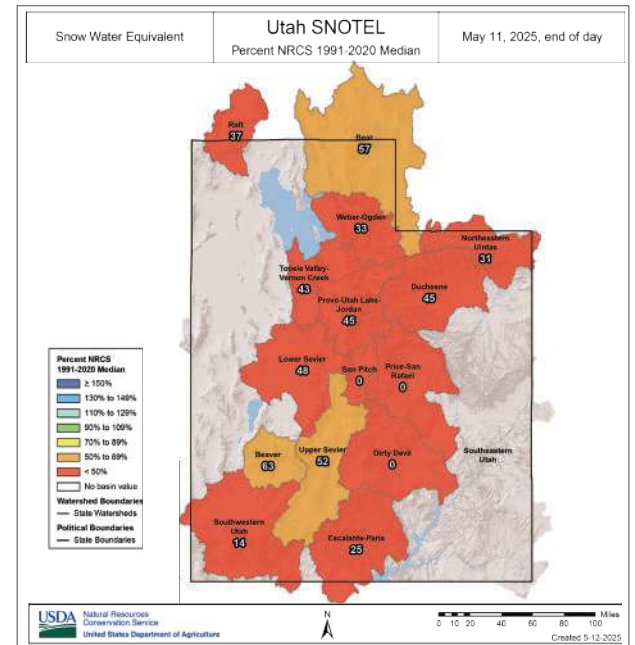 Snow Water Equivalent
Utah SNOTEL
Percent NRCS 1991-2020 Median
May 11, 2025, end of day
Raft
37
Bear
57
Weber-Ogden
33
Northeastern
Uintas
31
Tooele Valley-
Vernon Creek
43
Duchesne
45
Provo-Utah Lake-
Jordan
45
Lower Sevier
48
San Pitch
0
Price-San
Rafael
0
Beaver
63
Upper Sevier
52
Dirty Devil
0
Southeastern
Utah
Southwestern
Utah
14
Escalante-Paria
25
Percent NRCS
1991-2020 Median
≥ 150%
130% to 149%
110% to 129%
90% to 109%
70% to 89%
50% to 69%
< 50%
No basin value
Watershed Boundaries
State Watersheds
Political Boundaries
State Boundaries
USDA
Natural Resources
Conservation Service
United States Department of Agriculture
N
Miles
0 10 20 40 60 80 100
Created 5-12-2025